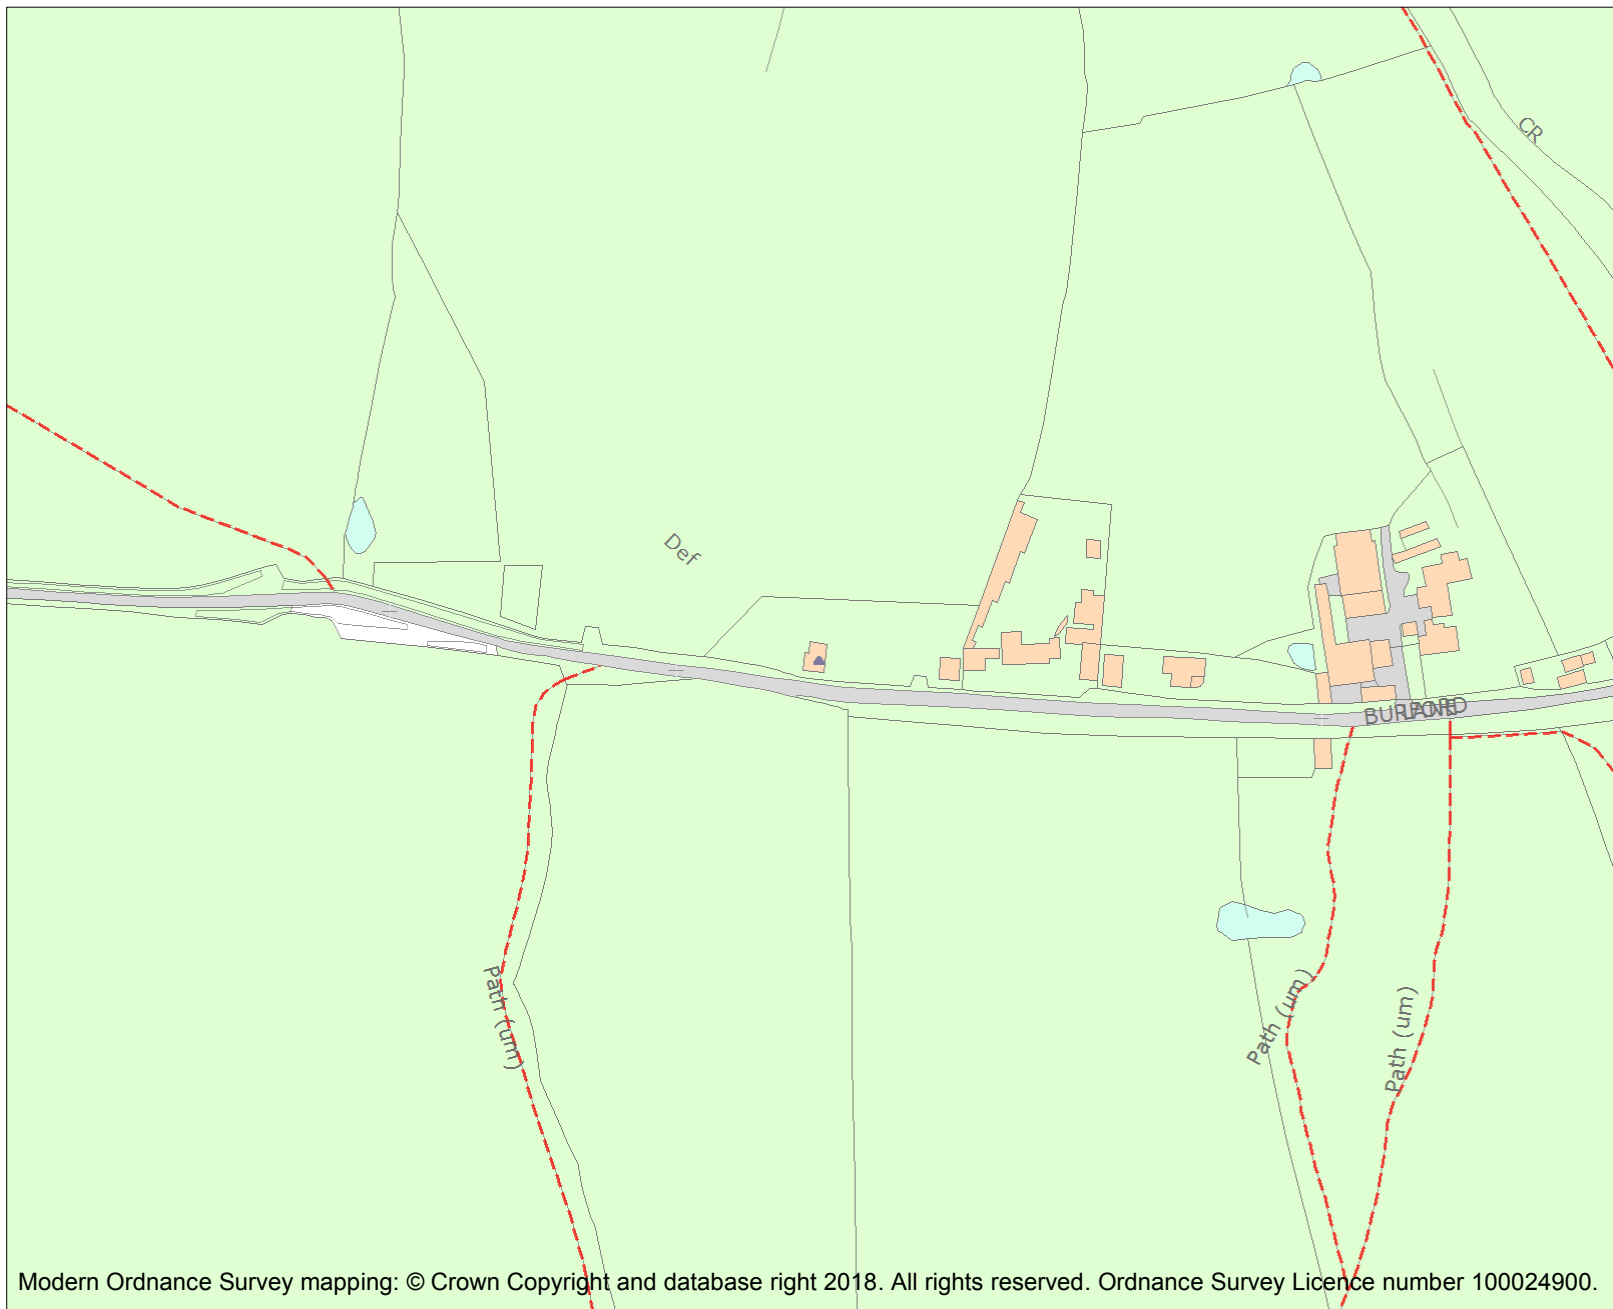 CR
Def
BURFORD
LANE
Path (um)
Path (um)
Path (um)
Modern Ordnance Survey mapping: © Crown Copyright and database right 2018. All rights reserved. Ordnance Survey Licence number 100024900.